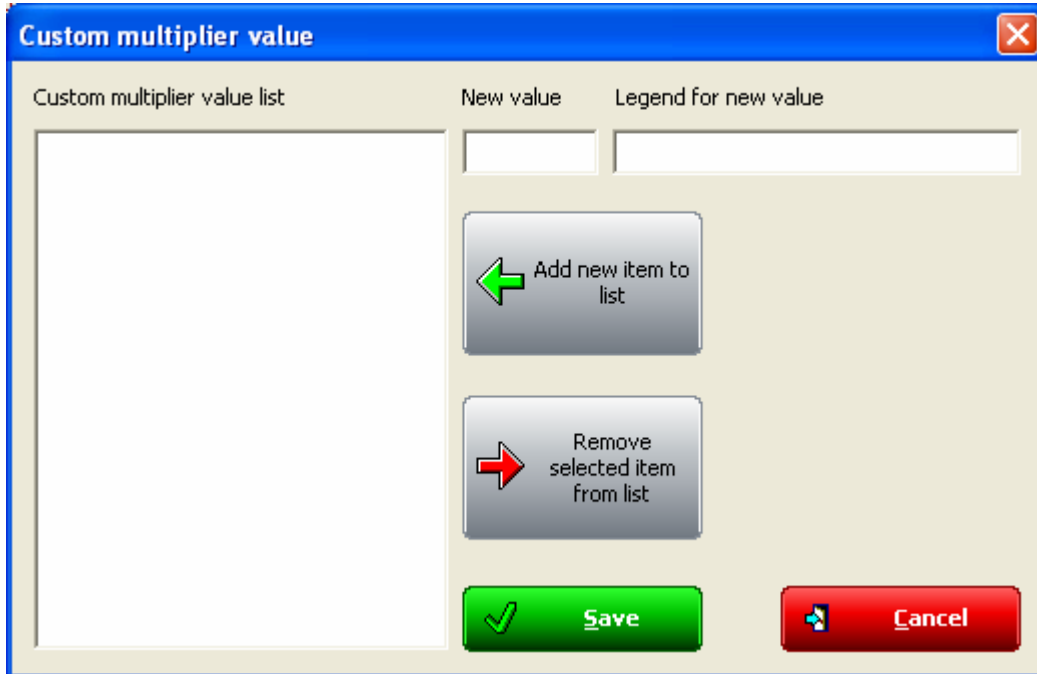 Custom multiplier value
Custom multiplier value list
New value
Legend for new value
Add new item to
list
Remove
selected item
from list
Save
Cancel